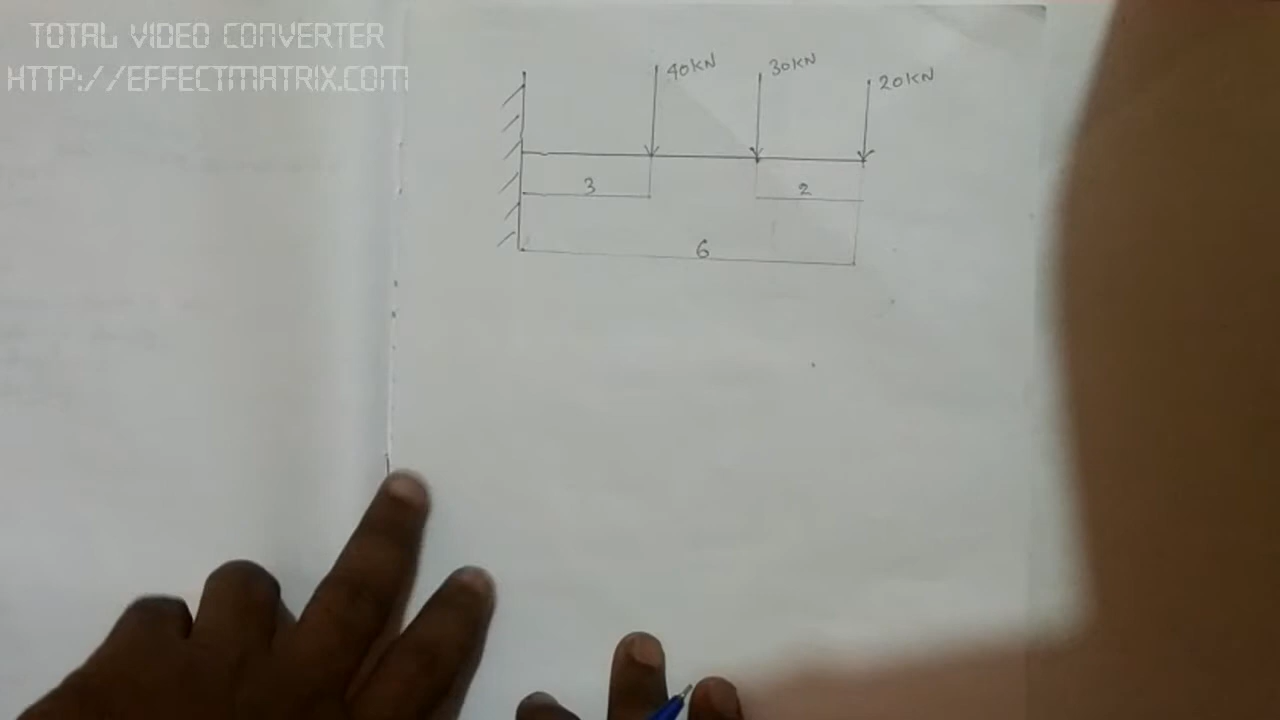 TOTAL VIDEO CONVERTER
HTTP://EFFECTMATRIX.COM
40KN
30KN
20KN
3
2
6